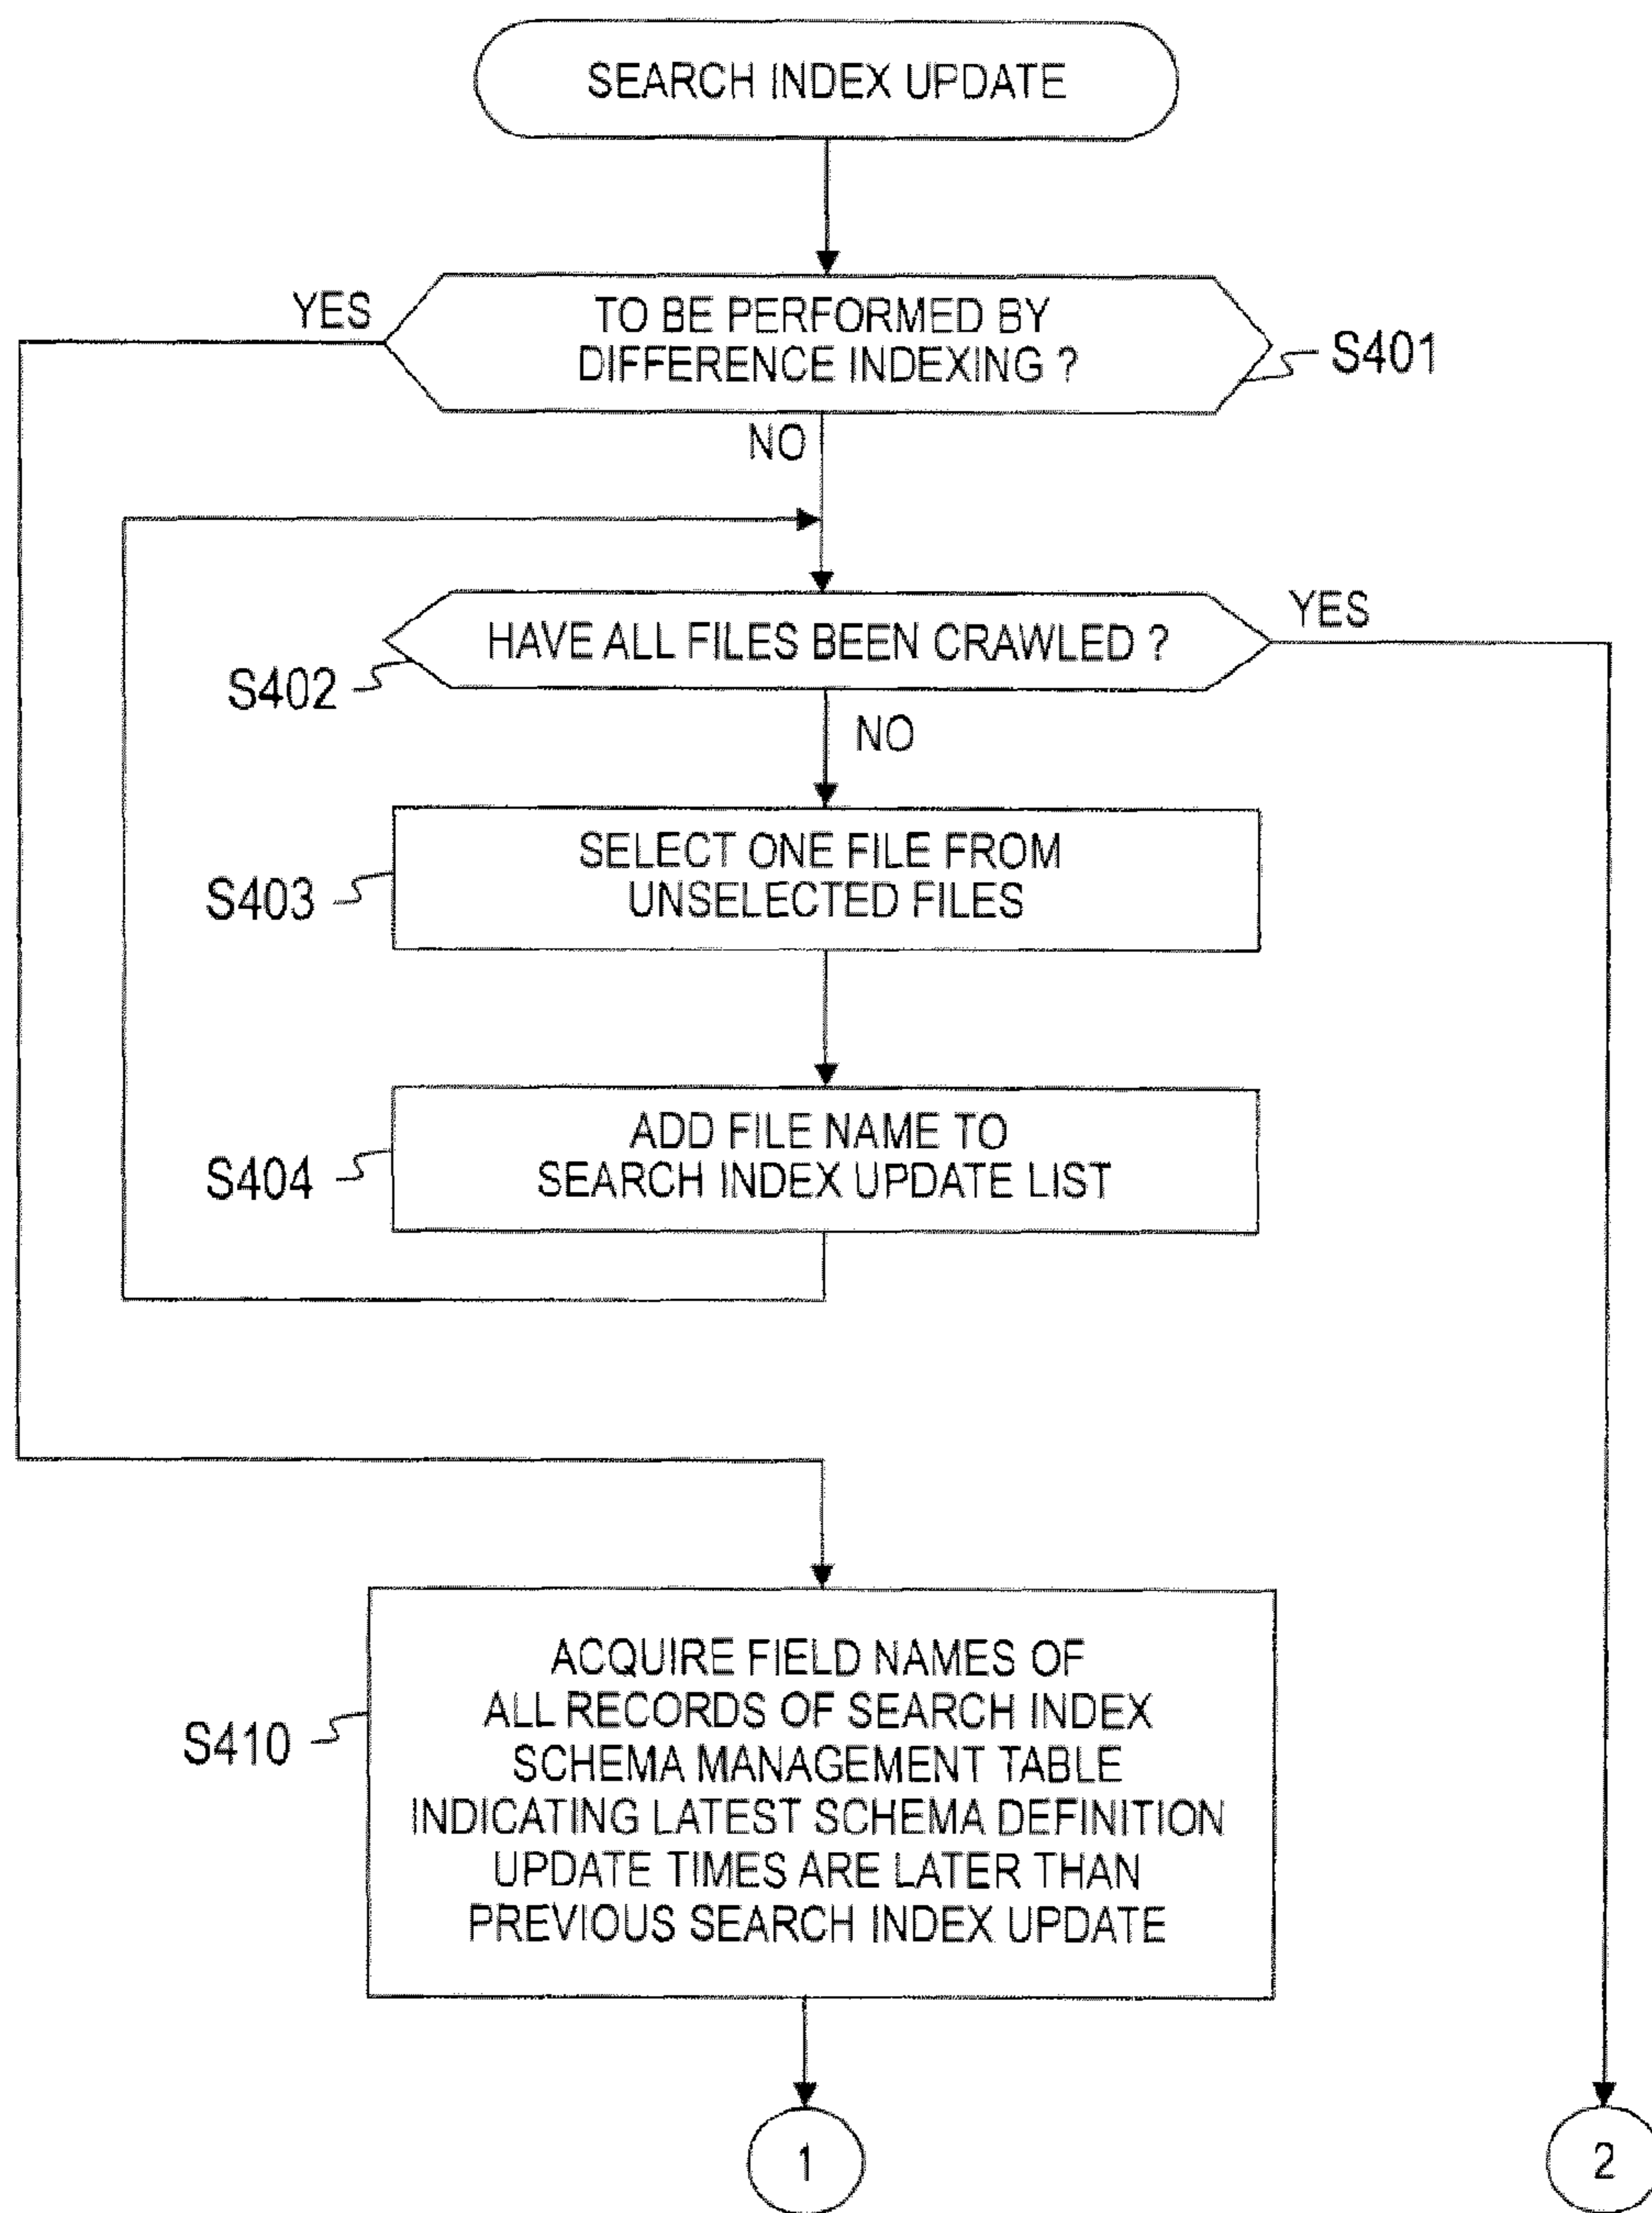 SEARCH INDEX UPDATE
YES
TO BE PERFORMED BY
DIFFERENCE INDEXING ?
S401
NO
YES
HAVE ALL FILES BEEN CRAWLED ?
S402
NO
SELECT ONE FILE FROM
UNSELECTED FILES
S403
ADD FILE NAME TO
SEARCH INDEX UPDATE LIST
S404
ACQUIRE FIELD NAMES OF
ALL RECORDS OF SEARCH INDEX
SCHEMA MANAGEMENT TABLE
INDICATING LATEST SCHEMA DEFINITION
UPDATE TIMES ARE LATER THAN
PREVIOUS SEARCH INDEX UPDATE
S410
1
2